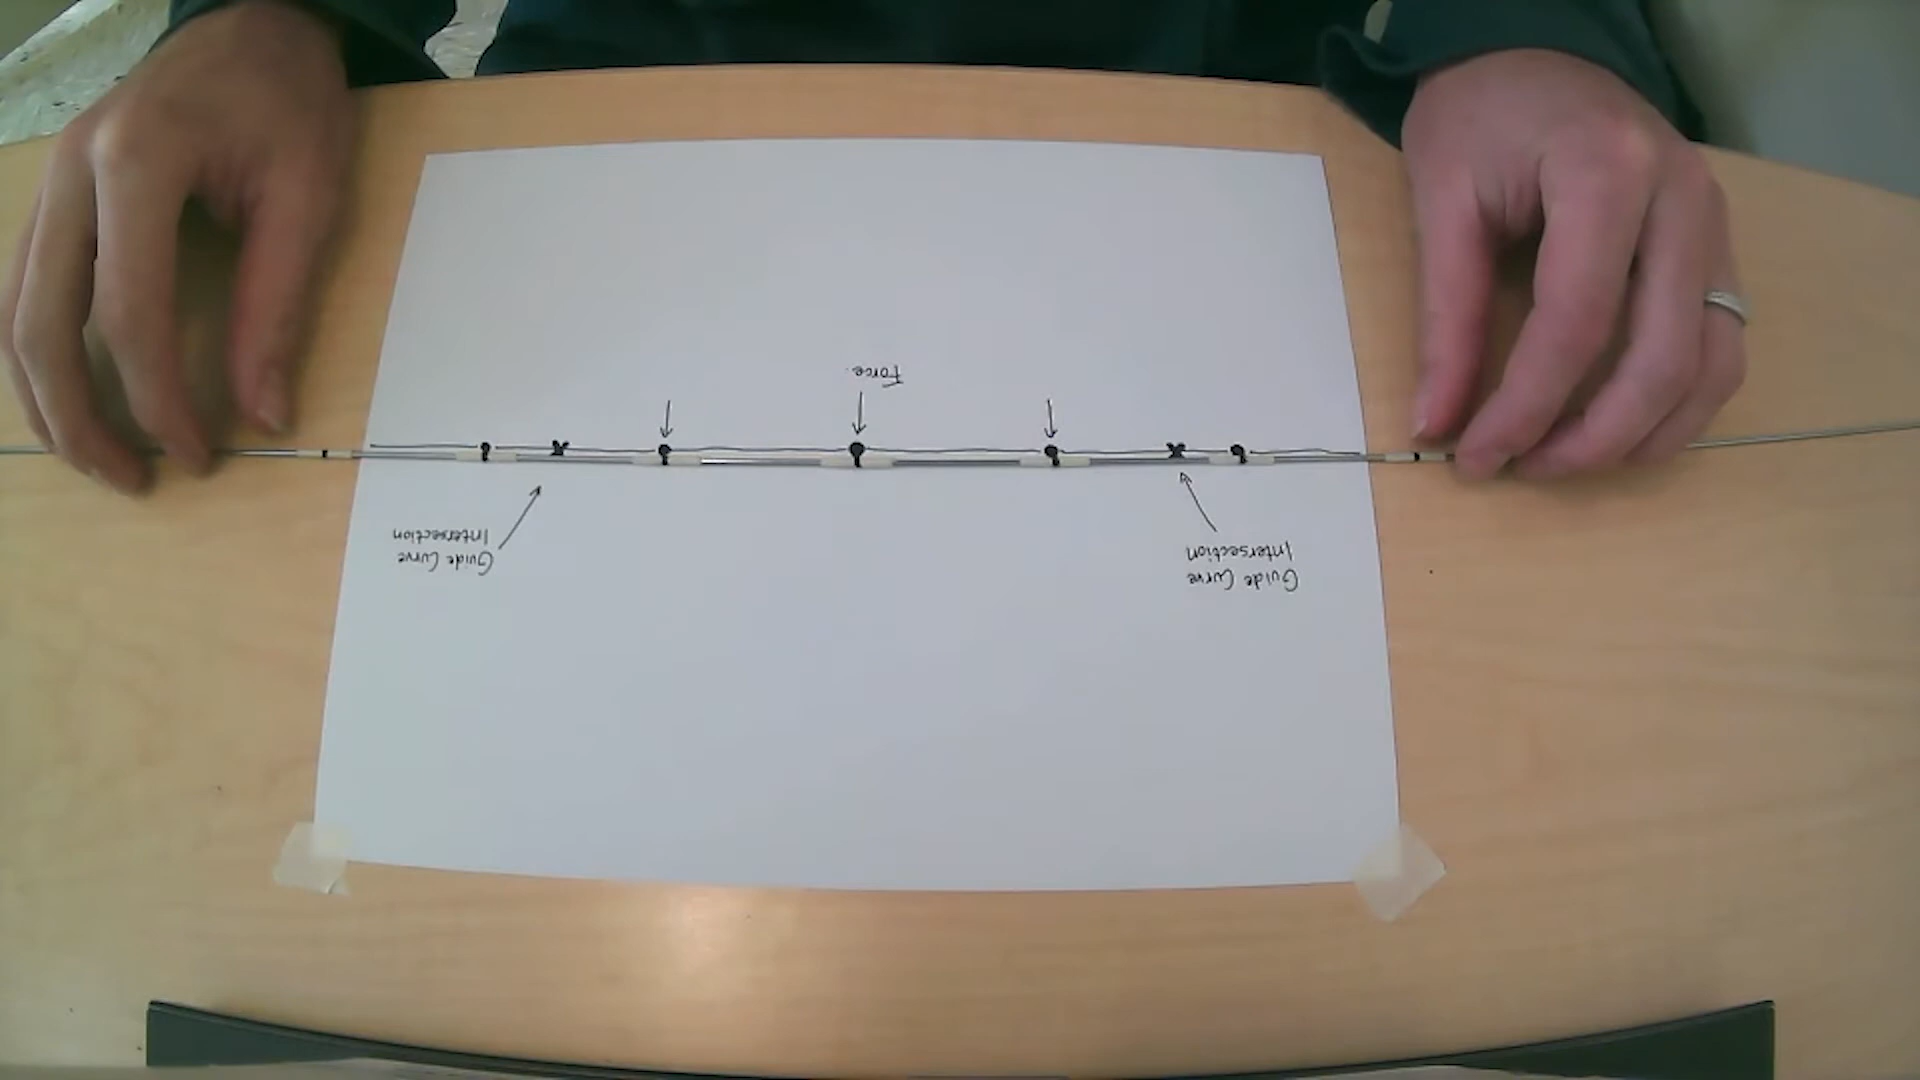 Force.
Guide Curve
Intersection
Guide Curve
Intersection